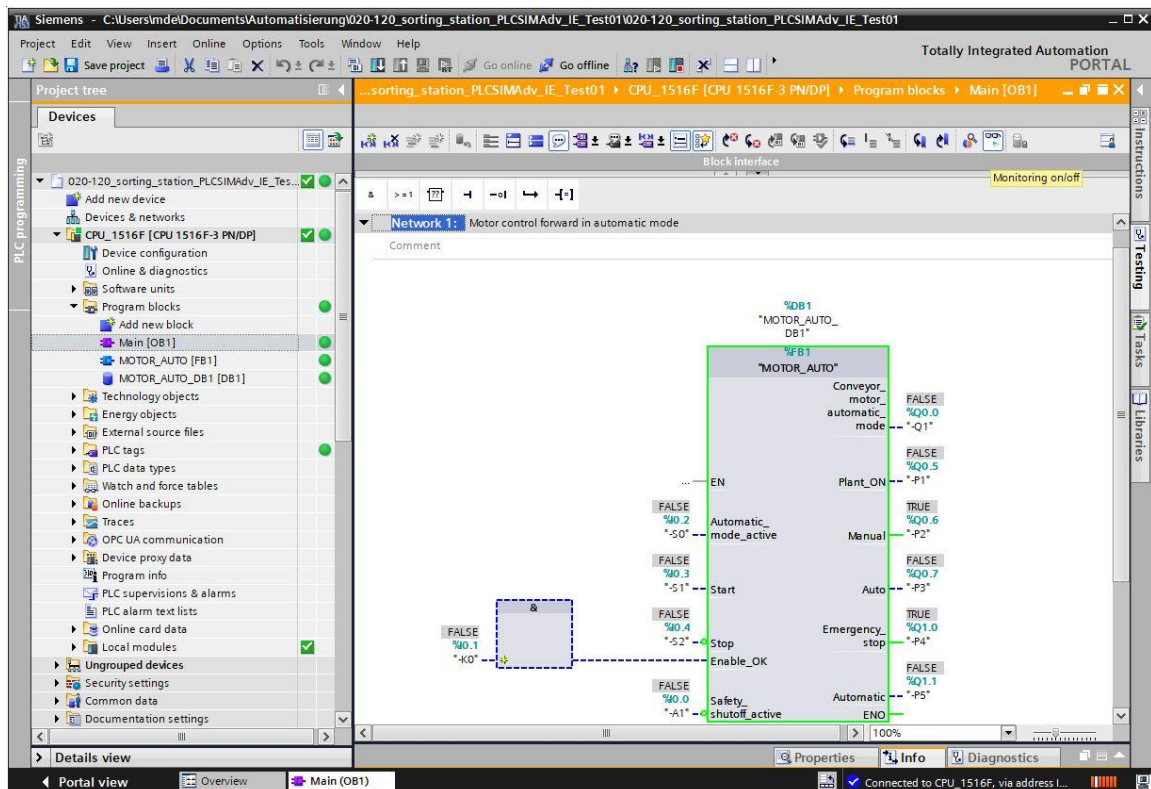 Siemens - C:\Users\mde\Documents\Automatisierung\020-120_sorting_station_PLCSIMAdv_IE_Test01\020-120_sorting_station_PLCSIMAdv_IE_Test01
Project Edit View Insert Online Options Tools Window Help
Totally Integrated Automation
PORTAL
Save project
Go online
Go offline
Project tree
...sorting_station_PLCSIMAdv_IE_Test01 CPU_1516F [CPU 1516F-3 PN/DP] Program blocks Main [OB1]
Devices
PLC programming
Block interface
Monitoring on/off
Instructions
Testing
Tasks
Libraries
020-120_sorting_station_PLCSIMAdv_IE_Tes...
Add new device
Devices & networks
CPU_1516F [CPU 1516F-3 PN/DP]
Device configuration
Online & diagnostics
Software units
Program blocks
Add new block
Main [OB1]
MOTOR_AUTO [FB1]
MOTOR_AUTO_DB1 [DB1]
Technology objects
Energy objects
External source files
PLC tags
PLC data types
Watch and force tables
Online backups
Traces
OPC UA communication
Device proxy data
Program info
PLC supervisions & alarms
PLC alarm text lists
Online card data
Local modules
Ungrouped devices
Security settings
Common data
Documentation settings
& >=1 ??
Network 1: Motor control forward in automatic mode
Comment
%DB1
"MOTOR_AUTO_
DB1"
%FB1
"MOTOR_AUTO"
Conveyor_
motor_
automatic_
mode
FALSE
%Q0.0
"-Q1"
... EN
Plant_ON
FALSE
%Q0.5
"-P1"
FALSE
%I0.2
"-S0"
Automatic_
mode_active
Manual
TRUE
%Q0.6
"-P2"
FALSE
%I0.3
"-S1"
Start
Auto
FALSE
%Q0.7
"-P3"
FALSE
%I0.4
"-S2"
Stop
Emergency_
stop
TRUE
%Q1.0
"-P4"
&
FALSE
%I0.1
"-K0"
Enable_OK
FALSE
%I0.0
"-A1"
Safety_
shutoff_active
Automatic
FALSE
%Q1.1
"-P5"
ENO
100%
Details view
Properties
Info
Diagnostics
Portal view
Overview
Main (OB1)
Connected to CPU_1516F, via address I...